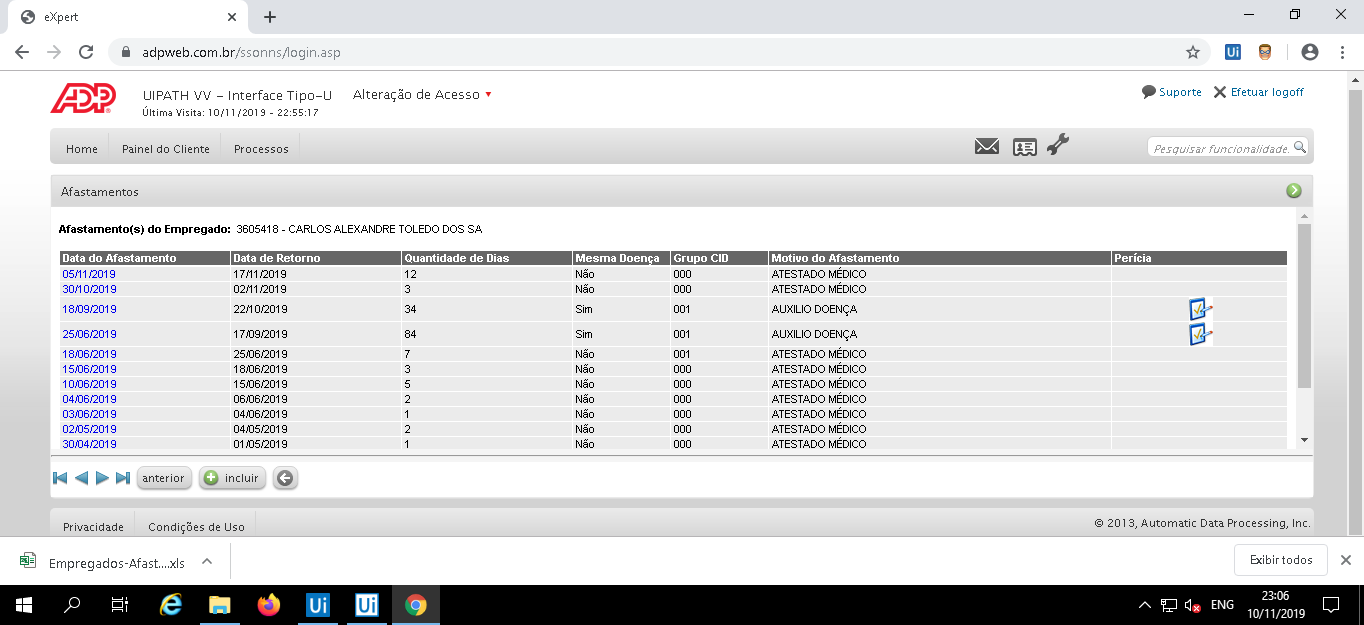 eXpert
adpweb.com.br/ssonns/login.asp
Ui
ADP
UIPATH VV - Interface Tipo-U
Alteração de Acesso
Suporte
Efetuar logoff
Última Visita: 10/11/2019 - 22:55:17
Home Painel do Cliente Processos
Pesquisar funcionalidade.
Afastamentos
Afastamento(s) do Empregado: 3605418 - CARLOS ALEXANDRE TOLEDO DOS SA
Data do Afastamento Data de Retorno Quantidade de Dias Mesma Doença Grupo CID Motivo do Afastamento Perícia
05/11/2019 17/11/2019 12 Não 000 ATESTADO MÉDICO
30/10/2019 02/11/2019 3 Não 000 ATESTADO MÉDICO
18/09/2019 22/10/2019 34 Sim 001 AUXILIO DOENÇA
25/06/2019 17/09/2019 84 Sim 001 AUXILIO DOENÇA
18/06/2019 25/06/2019 7 Não 001 ATESTADO MÉDICO
15/06/2019 18/06/2019 3 Não 000 ATESTADO MÉDICO
10/06/2019 15/06/2019 5 Não 000 ATESTADO MÉDICO
04/06/2019 06/06/2019 2 Não 000 ATESTADO MÉDICO
03/06/2019 04/06/2019 1 Não 000 ATESTADO MÉDICO
02/05/2019 04/05/2019 2 Não 000 ATESTADO MÉDICO
30/04/2019 01/05/2019 1 Não 000 ATESTADO MÉDICO
anterior incluir
Privacidade Condições de Uso
© 2013, Automatic Data Processing, Inc.
Empregados-Afast....xls
Exibir todos
Ui Ui
ENG
23:06
10/11/2019